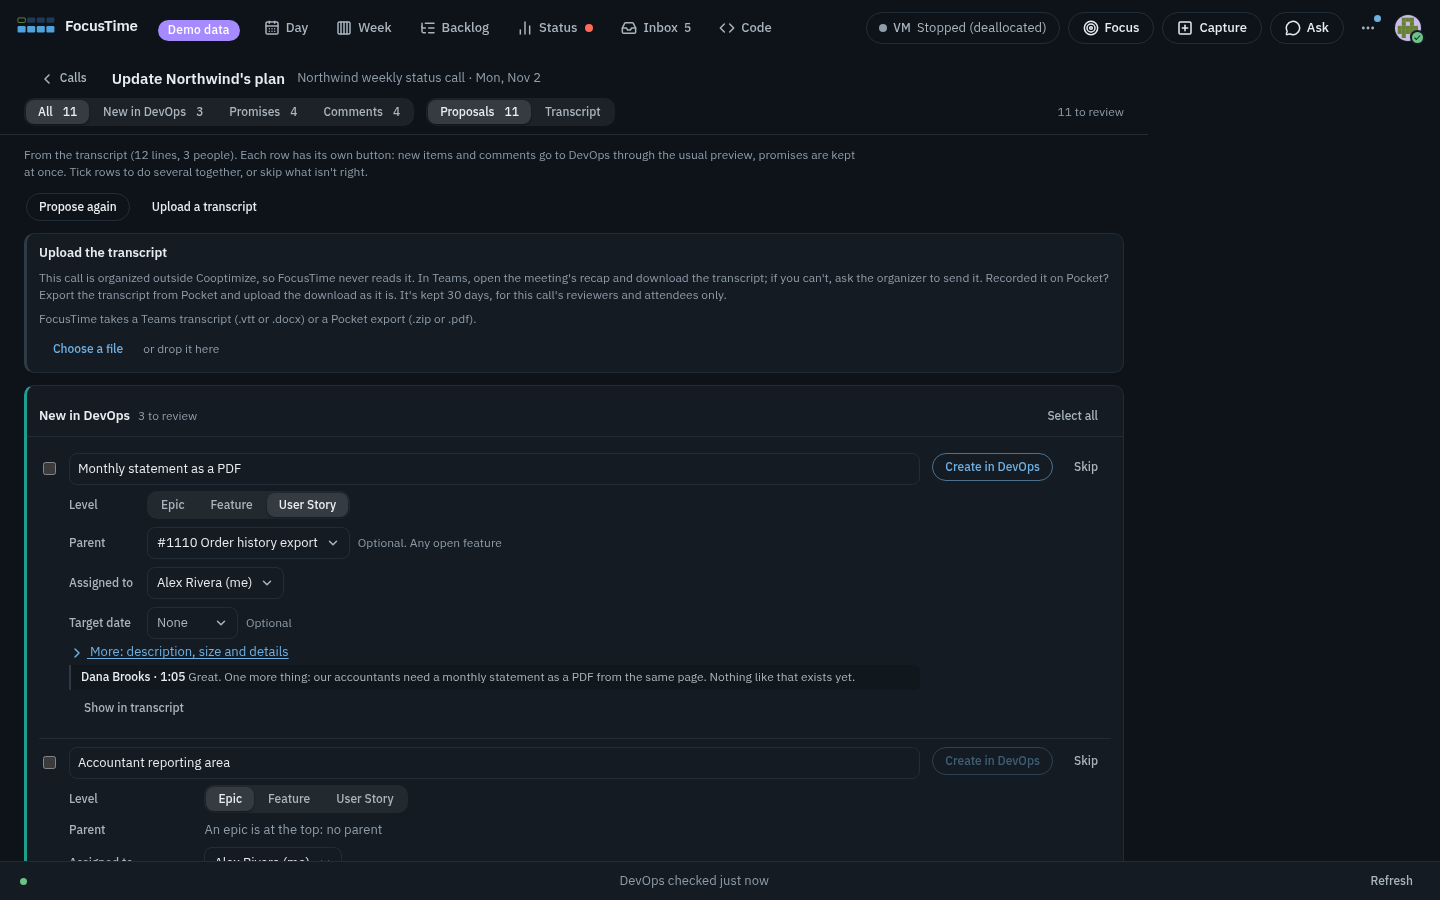 FocusTime
Demo data
Day
Week
Backlog
Status
Inbox 5
Code
VM Stopped (deallocated)
Focus
Capture
Ask
Calls
Update Northwind's plan
Northwind weekly status call · Mon, Nov 2
All 11
New in DevOps 3
Promises 4
Comments 4
Proposals 11
Transcript
11 to review
From the transcript (12 lines, 3 people). Each row has its own button: new items and comments go to DevOps through the usual preview, promises are kept
at once. Tick rows to do several together, or skip what isn't right.
Propose again
Upload a transcript
Upload the transcript
This call is organized outside Cooptimize, so FocusTime never reads it. In Teams, open the meeting's recap and download the transcript; if you can't, ask the organizer to send it. Recorded it on Pocket?
Export the transcript from Pocket and upload the download as it is. It's kept 30 days, for this call's reviewers and attendees only.
FocusTime takes a Teams transcript (.vtt or .docx) or a Pocket export (.zip or .pdf).
Choose a file
or drop it here
New in DevOps 3 to review
Select all
Monthly statement as a PDF
Create in DevOps
Skip
Level
Epic
Feature
User Story
Parent
#1110 Order history export
Optional. Any open feature
Assigned to
Alex Rivera (me)
Target date
None
Optional
More: description, size and details
Dana Brooks · 1:05 Great. One more thing: our accountants need a monthly statement as a PDF from the same page. Nothing like that exists yet.
Show in transcript
Accountant reporting area
Create in DevOps
Skip
Level
Epic
Feature
User Story
Parent
An epic is at the top: no parent
Assigned to
Alex Rivera (me)
DevOps checked just now
Refresh